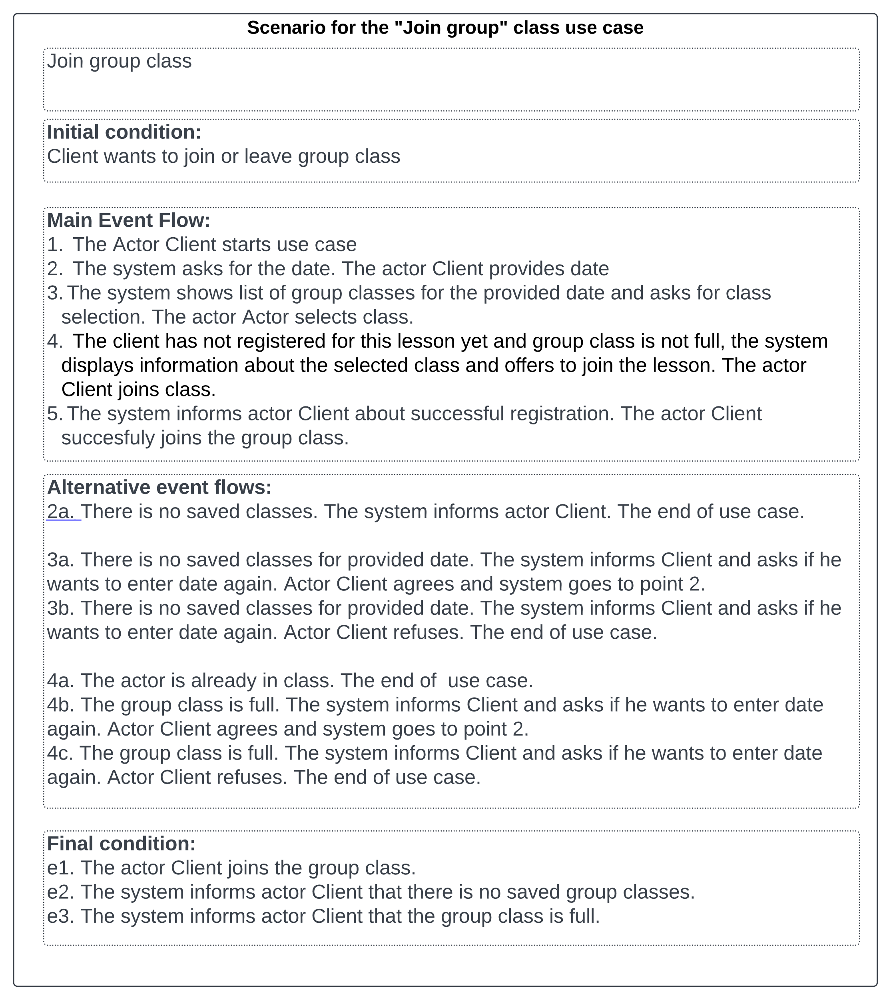 Scenario for the "Join group" class use case
Join group class
Initial condition:
Client wants to join or leave group class
Main Event Flow:
1. The Actor Client starts use case
2. The system asks for the date. The actor Client provides date
3. The system shows list of group classes for the provided date and asks for class
selection. The actor Actor selects class.
4. The client has not registered for this lesson yet and group class is not full, the system
displays information about the selected class and offers to join the lesson. The actor
Client joins class.
5. The system informs actor Client about successful registration. The actor Client
succesfuly joins the group class.
Alternative event flows:
2a. There is no saved classes. The system informs actor Client. The end of use case.
3a. There is no saved classes for provided date. The system informs Client and asks if he
wants to enter date again. Actor Client agrees and system goes to point 2.
3b. There is no saved classes for provided date. The system informs Client and asks if he
wants to enter date again. Actor Client refuses. The end of use case.
4a. The actor is already in class. The end of  use case.
4b. The group class is full. The system informs Client and asks if he wants to enter date
again. Actor Client agrees and system goes to point 2.
4c. The group class is full. The system informs Client and asks if he wants to enter date
again. Actor Client refuses. The end of use case.
Final condition:
e1. The actor Client joins the group class.
e2. The system informs actor Client that there is no saved group classes.
e3. The system informs actor Client that the group class is full.